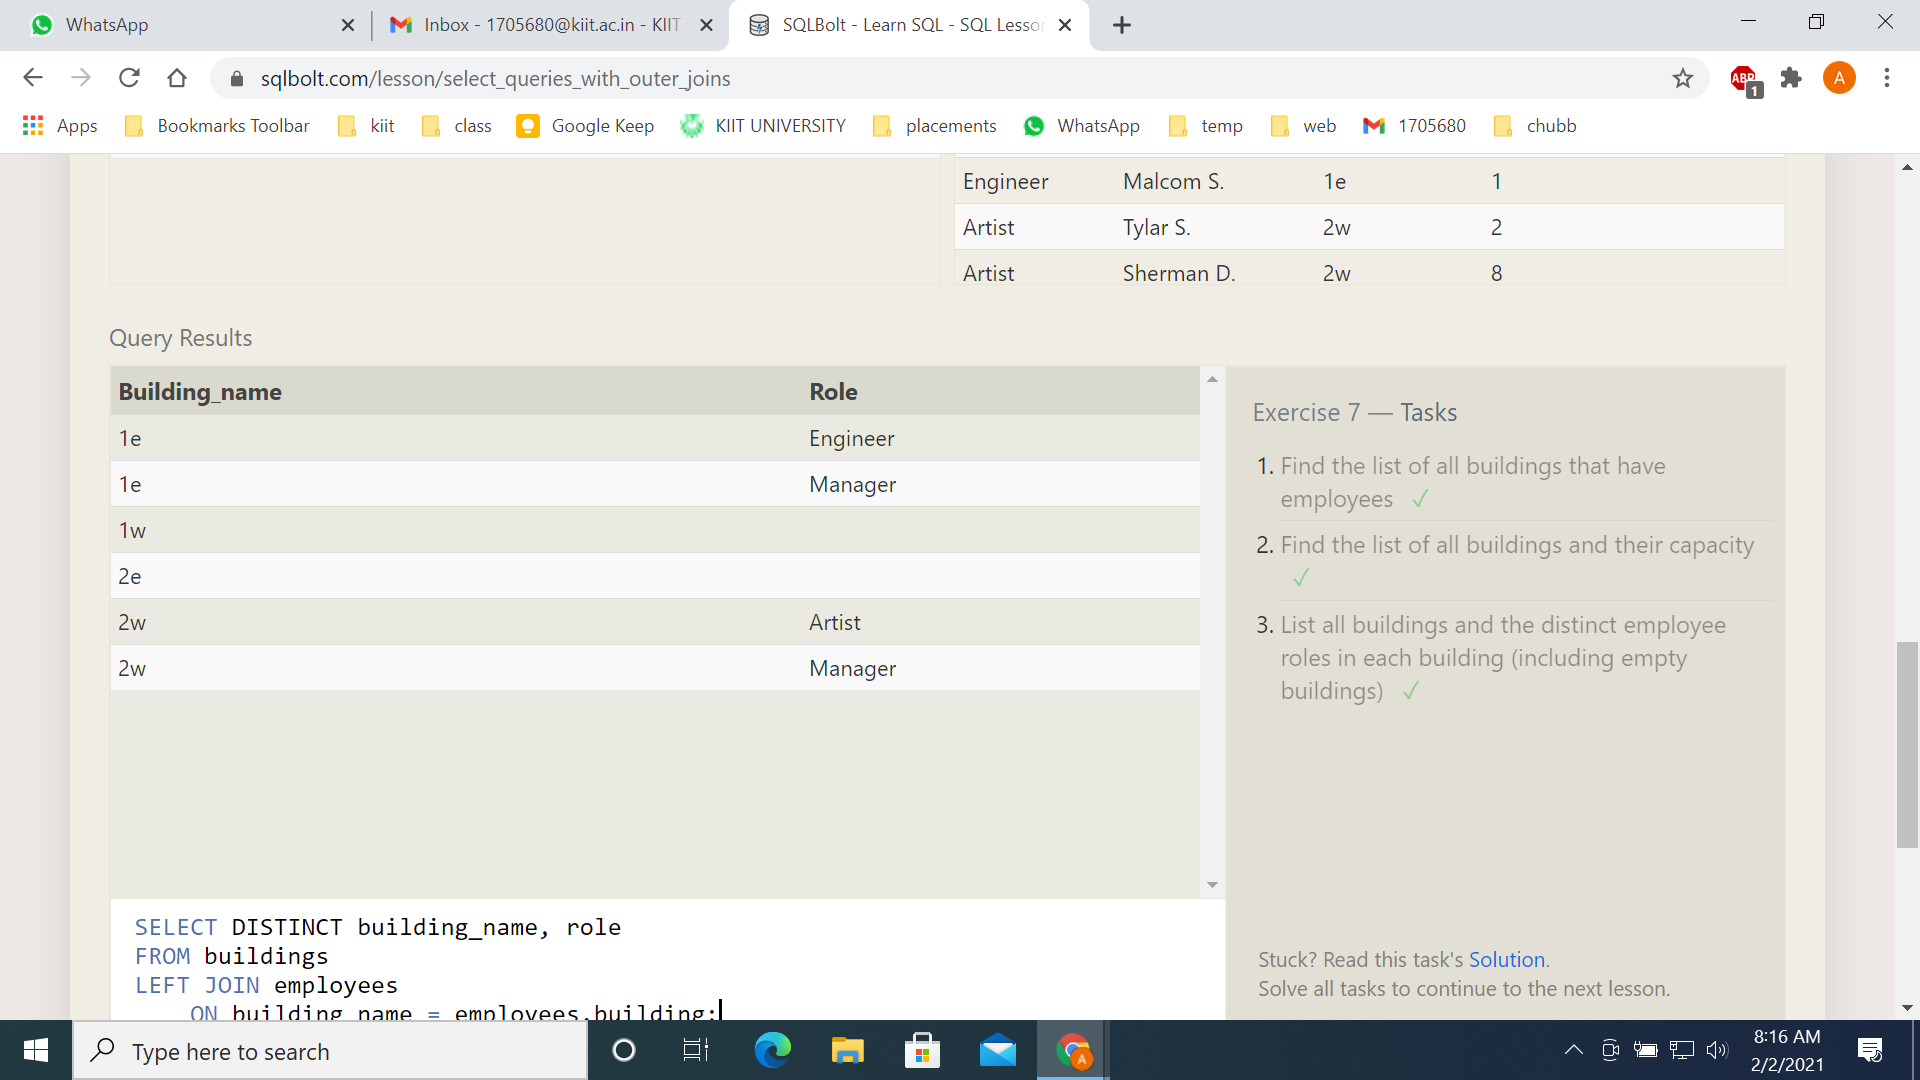 WhatsApp
Inbox - 1705680@kiit.ac.in - KIIT
SQLBolt - Learn SQL - SQL Lesson
sqlbolt.com/lesson/select_queries_with_outer_joins
ABP
1
A
Apps
Bookmarks Toolbar
kiit
class
Google Keep
KIIT UNIVERSITY
placements
WhatsApp
temp
web
1705680
chubb
Engineer Malcom S. 1e 1
Artist Tylar S. 2w 2
Artist Sherman D. 2w 8
Query Results
Building_name Role
1e Engineer
1e Manager
1w
2e
2w Artist
2w Manager
Exercise 7 — Tasks
1. Find the list of all buildings that have
employees ✓
2. Find the list of all buildings and their capacity
✓
3. List all buildings and the distinct employee
roles in each building (including empty
buildings) ✓
SELECT DISTINCT building_name, role
FROM buildings
LEFT JOIN employees
ON building_name = employees.building;
Stuck? Read this task's Solution.
Solve all tasks to continue to the next lesson.
Type here to search
A
8:16 AM
2/2/2021